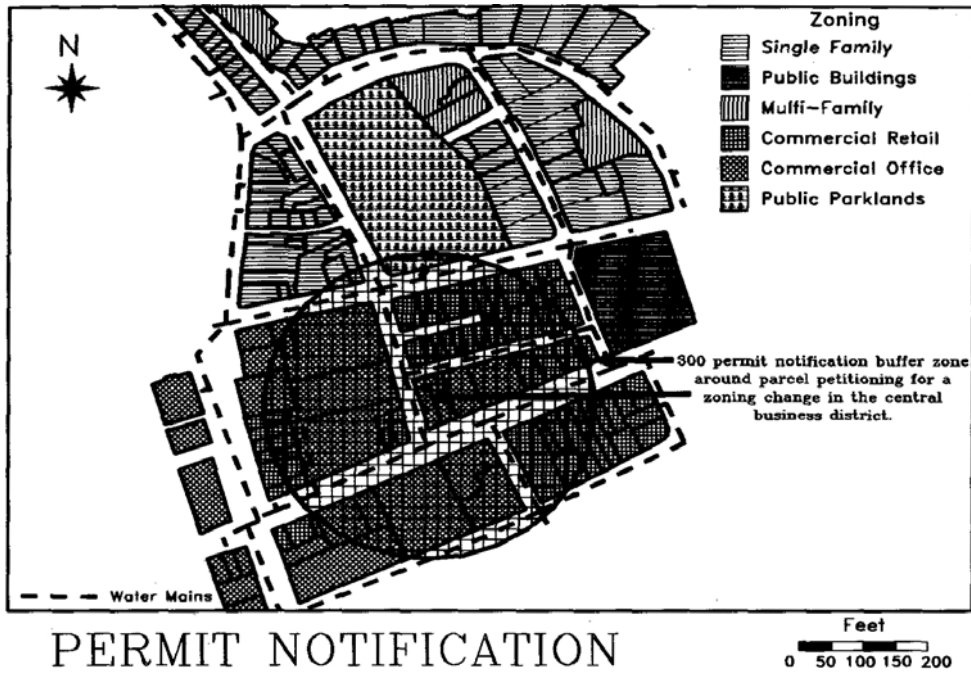 N
Zoning
Single Family
Public Buildings
Multi-Family
Commercial Retail
Commercial Office
Public Parklands
300 permit notification buffer zone
around parcel petitioning for a
zoning change in the central
business district.
Water Mains
PERMIT NOTIFICATION
Feet
0 50 100 150 200